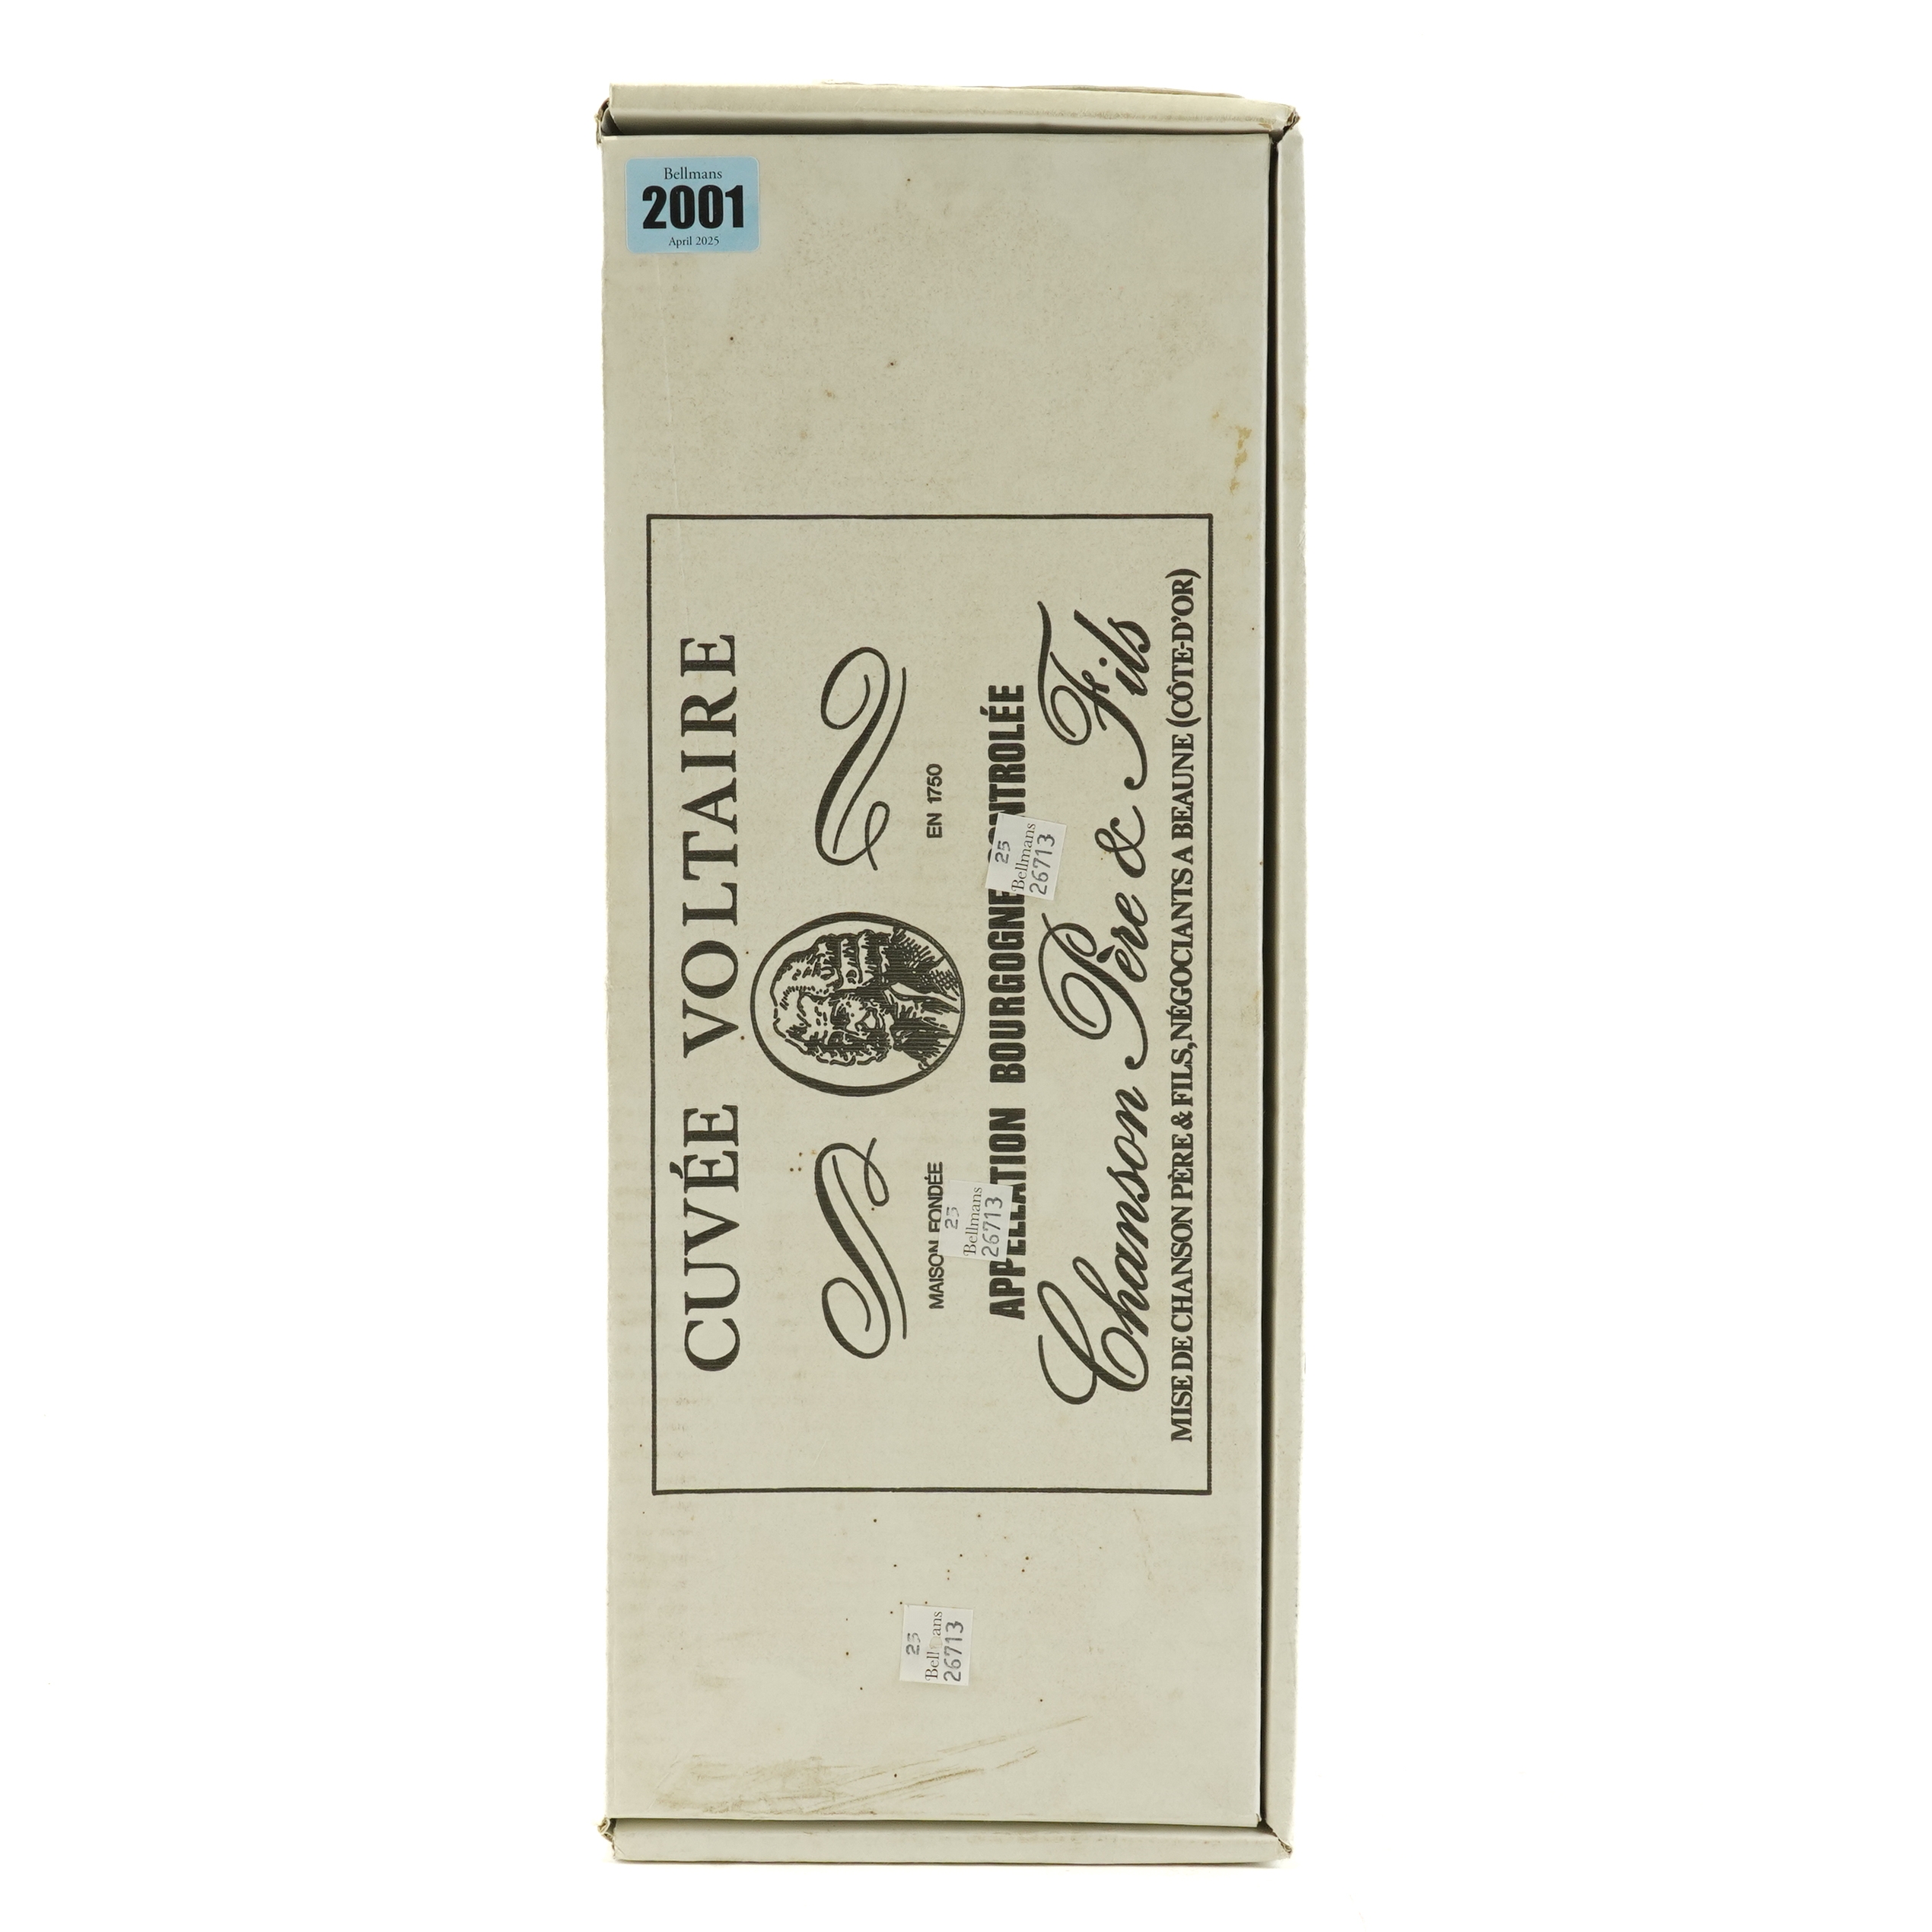 Bellmans
2001
April 2025
CUVÉE VOLTAIRE
MAISON FONDÉE EN 1750
APPELLATION BOURGOGNE CONTROLÉE
Chanson Père & Fils
MISE DE CHANSON PÈRE & FILS, NÉGOCIANTS A BEAUNE (CÔTE-D'OR)
25
Bellmans
26713
25
Bellmans
26713
25
Bellmans
26713